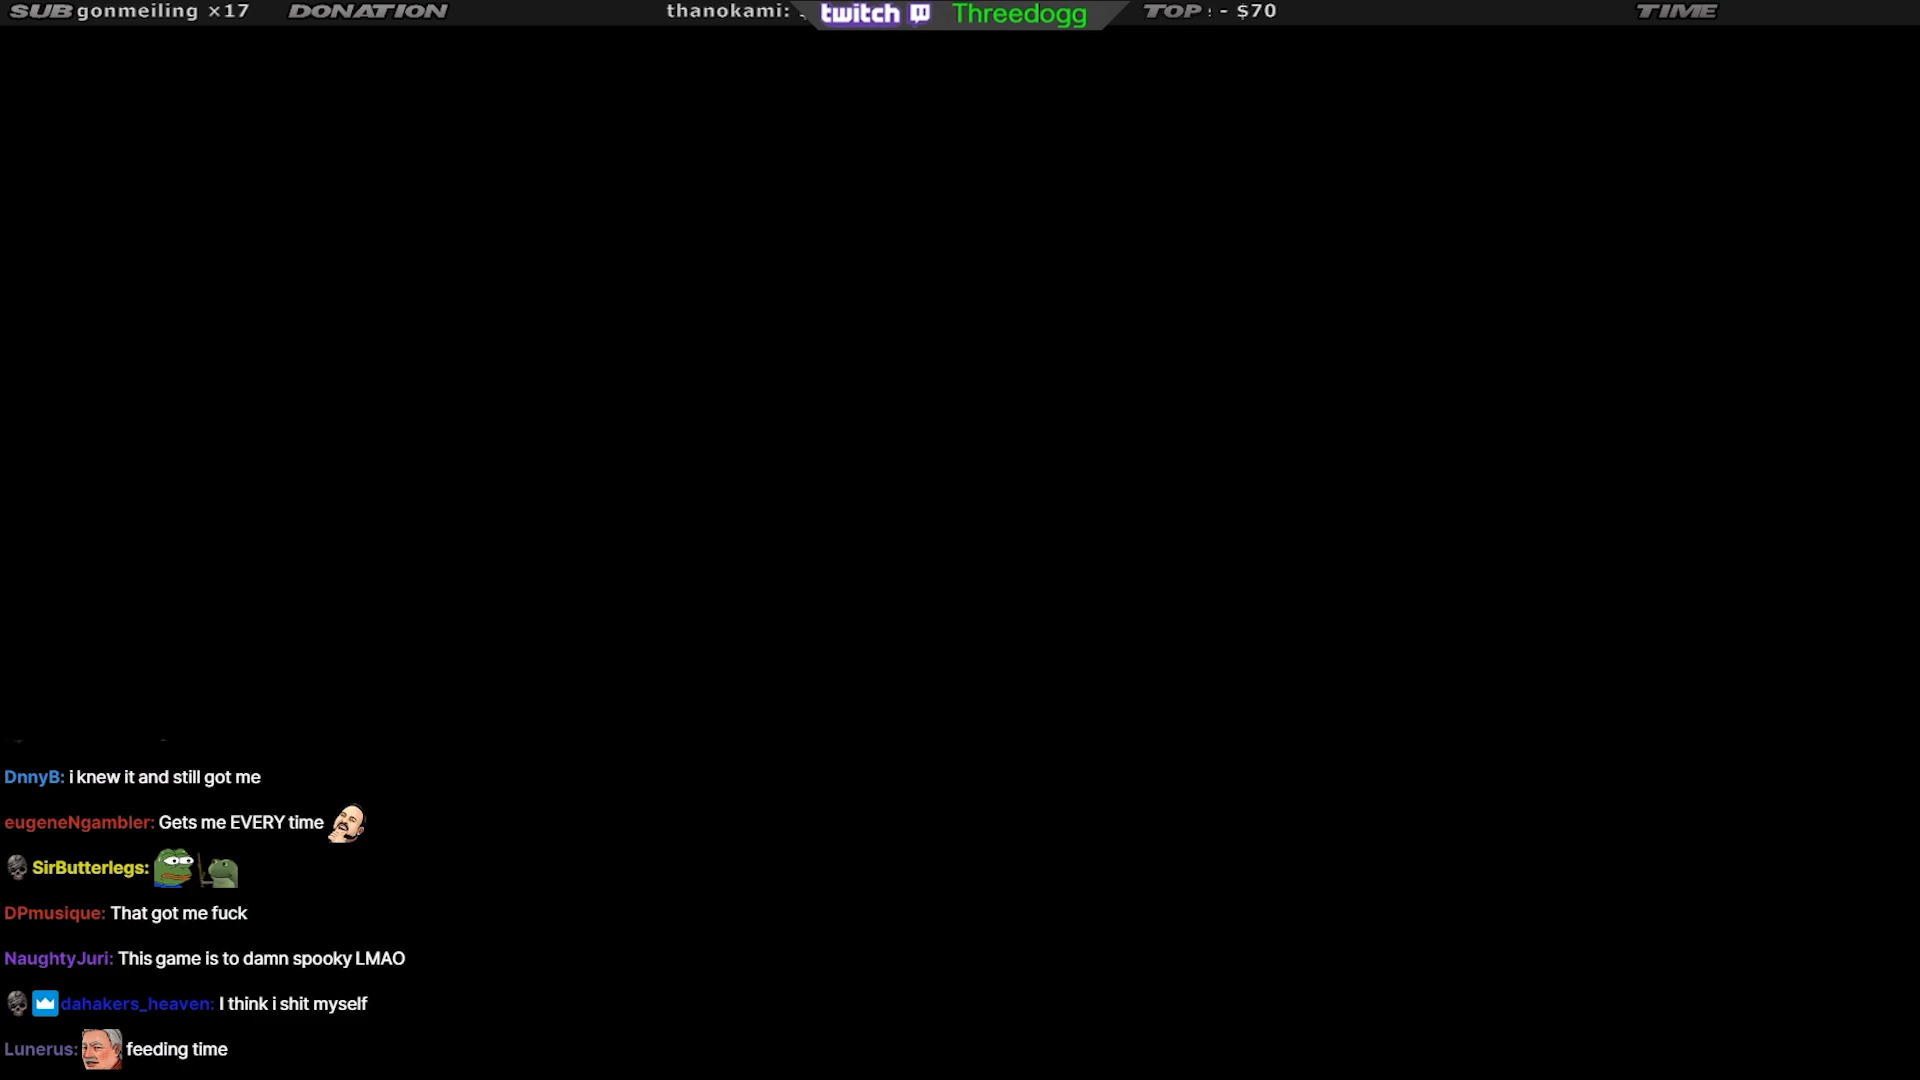 SUB gonmeiling ×17 DONATION thanokami: twitch Threedogg TOP : - $70 TIME
DnnyB: i knew it and still got me
eugeneNgambler: Gets me EVERY time
SirButterlegs:
DPmusique: That got me fuck
NaughtyJuri: This game is to damn spooky LMAO
dahakers_heaven: I think i shit myself
Lunerus: feeding time